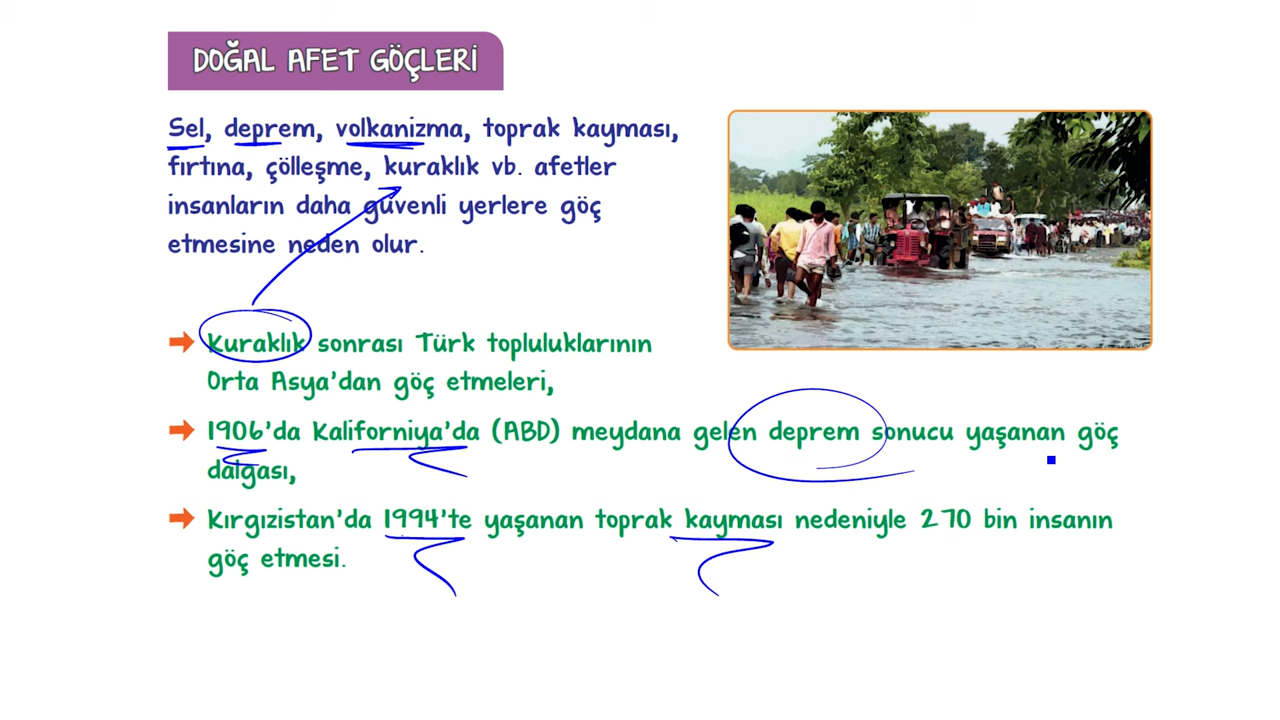 DOĞAL AFET GÖÇLERİ
Sel, deprem, volkanizma, toprak kayması,
fırtına, çölleşme, kuraklık vb. afetler
insanların daha güvenli yerlere göç
etmesine neden olur.
Kuraklık sonrası Türk topluluklarının
Orta Asya'dan göç etmeleri,
1906'da Kaliforniya'da (ABD) meydana gelen deprem sonucu yaşanan göç
dalgası,
Kırgızistan'da 1994'te yaşanan toprak kayması nedeniyle 270 bin insanın
göç etmesi.